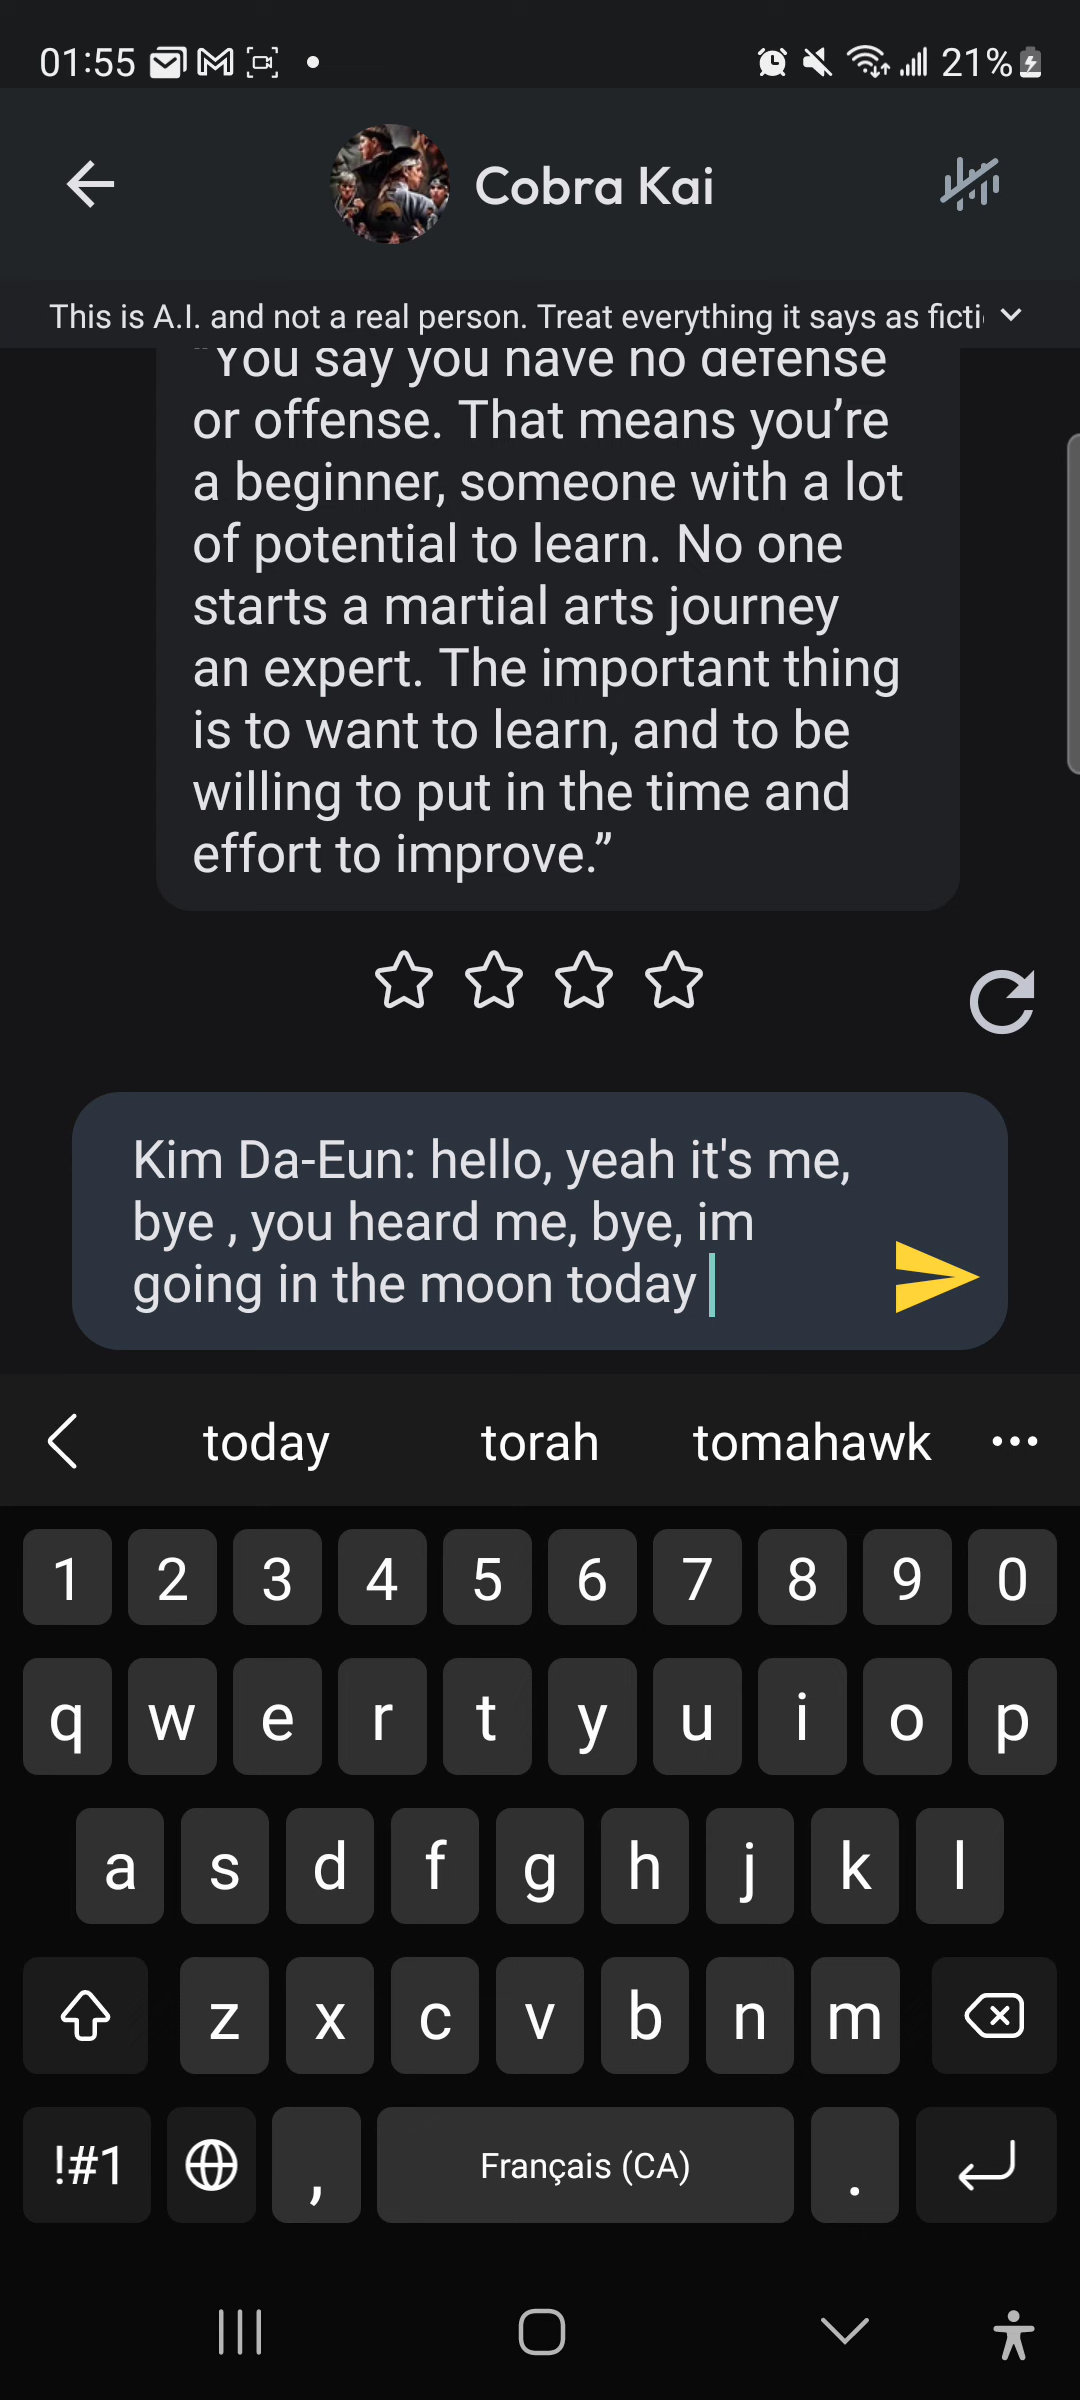 01:55
21%
Cobra Kai
This is A.I. and not a real person. Treat everything it says as ficti
"You say you have no defense
or offense. That means you’re
a beginner, someone with a lot
of potential to learn. No one
starts a martial arts journey
an expert. The important thing
is to want to learn, and to be
willing to put in the time and
effort to improve.”
Kim Da-Eun: hello, yeah it's me,
bye , you heard me, bye, im
going in the moon today
today torah tomahawk
1 2 3 4 5 6 7 8 9 0
q w e r t y u i o p
a s d f g h j k l
z x c v b n m
!#1 , Français (CA) .